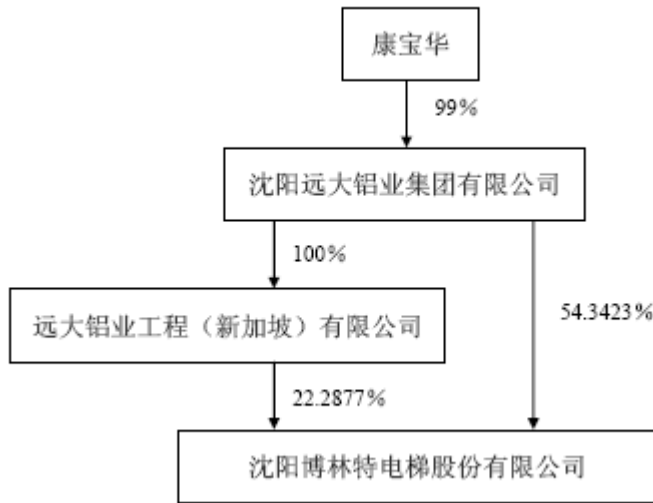 康宝华
99%
沈阳远大铝业集团有限公司
100%
远大铝业工程（新加坡）有限公司
54.3423%
22.2877%
沈阳博林特电梯股份有限公司